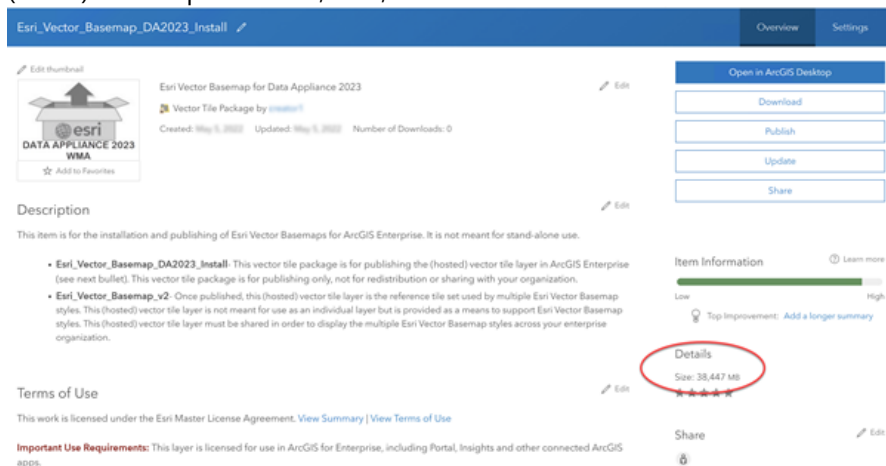 Esri_Vector_Basemap_DA2023_Install
Overview
Settings
Edit thumbnail
esri
DATA APPLIANCE 2023
WMA
Add to Favorites
Esri Vector Basemap for Data Appliance 2023
Edit
Vector Tile Package by
Created: Updated: Number of Downloads: 0
Open in ArcGIS Desktop
Download
Publish
Update
Share
Description
Edit
This item is for the installation and publishing of Esri Vector Basemaps for ArcGIS Enterprise. It is not meant for stand-alone use.
• Esri_Vector_Basemap_DA2023_Install- This vector tile package is for publishing the (hosted) vector tile layer in ArcGIS Enterprise
(see next bullet). This vector tile package is for publishing only, not for redistribution or sharing with your organization.
• Esri_Vector_Basemap_v2- Once published, this (hosted) vector tile layer is the reference tile set used by multiple Esri Vector Basemap
styles. This (hosted) vector tile layer is not meant for use as an individual layer but is provided as a means to support Esri Vector Basemap
styles. This (hosted) vector tile layer must be shared in order to display the multiple Esri Vector Basemap styles across your enterprise
organization.
Item Information
Learn more
Low
High
Top Improvement: Add a longer summary
Details
Size: 38,447 MB
Terms of Use
Edit
This work is licensed under the Esri Master License Agreement. View Summary | View Terms of Use
Important Use Requirements: This layer is licensed for use in ArcGIS for Enterprise, including Portal, Insights and other connected ArcGIS
apps.
Share
Edit